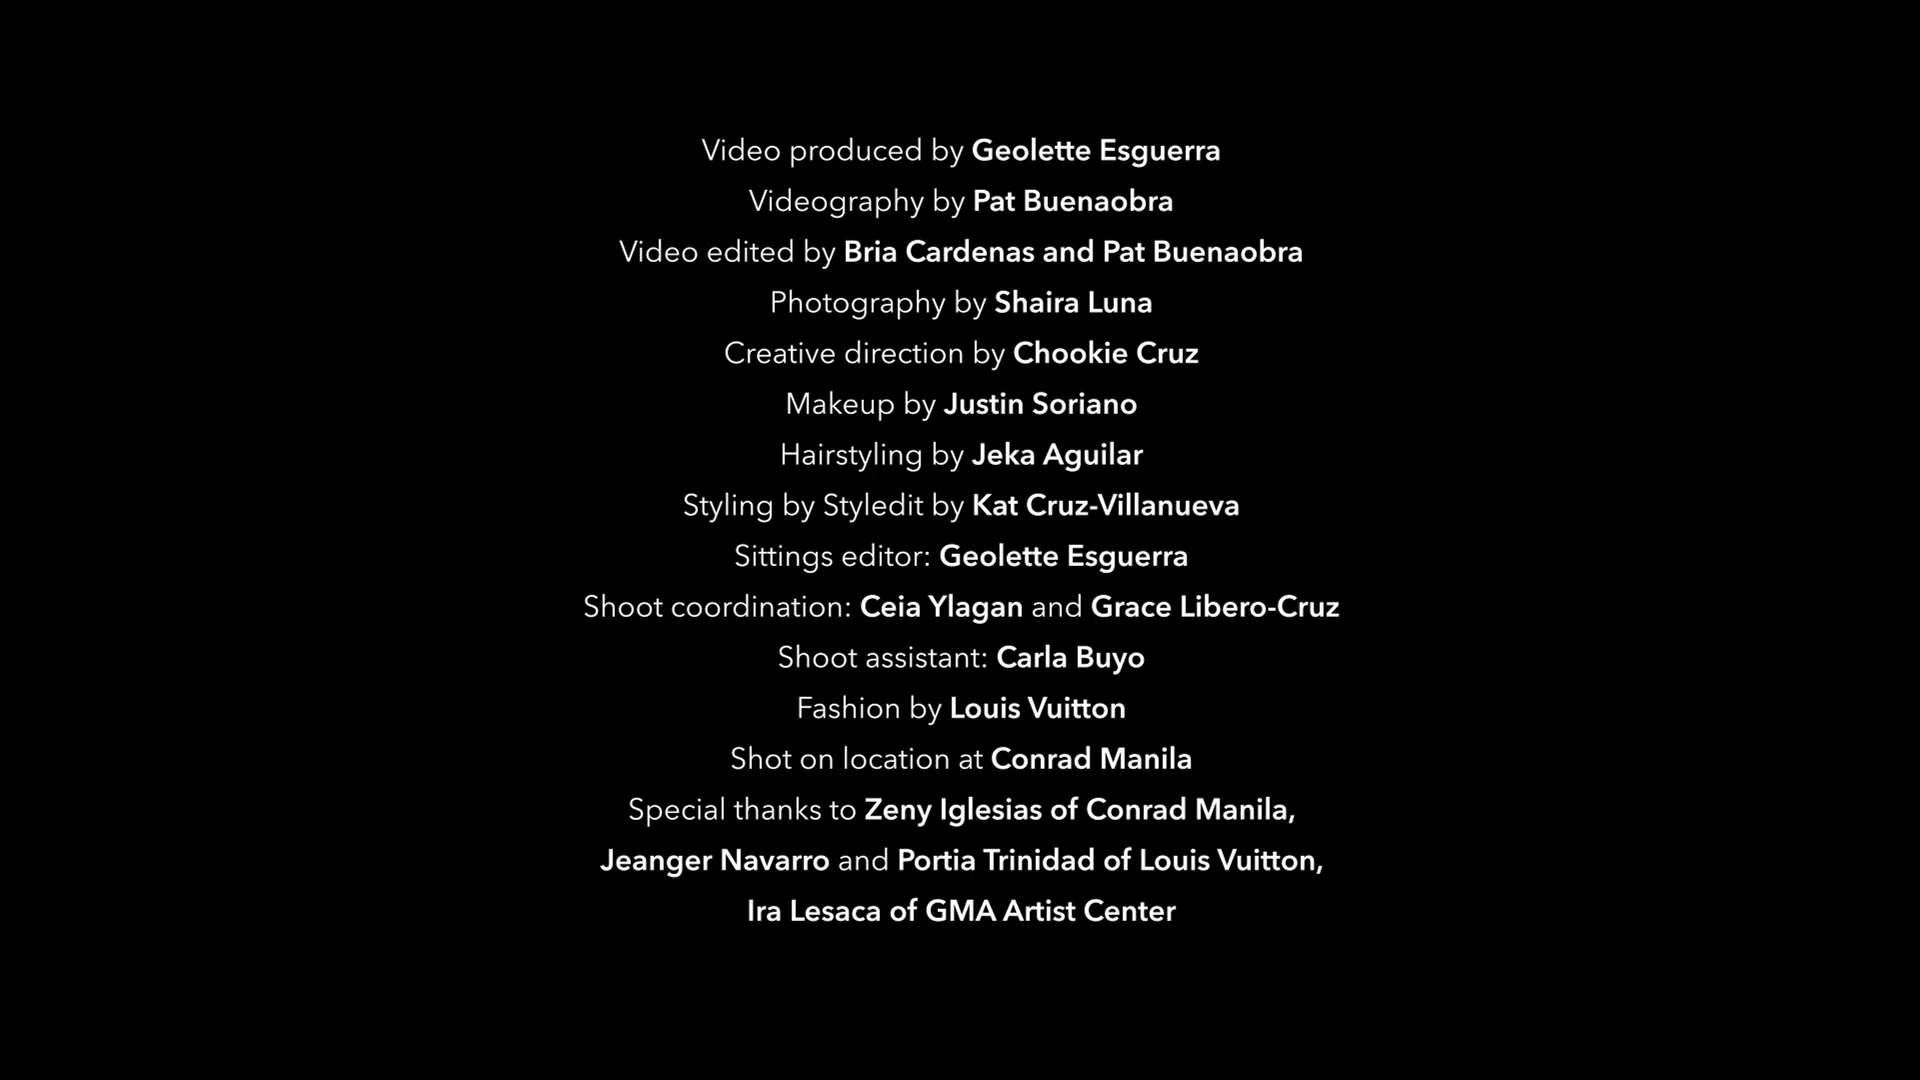 Video produced by Geolette Esguerra
Videography by Pat Buenaobra
Video edited by Bria Cardenas and Pat Buenaobra
Photography by Shaira Luna
Creative direction by Chookie Cruz
Makeup by Justin Soriano
Hairstyling by Jeka Aguilar
Styling by Styledit by Kat Cruz-Villanueva
Sittings editor: Geolette Esguerra
Shoot coordination: Ceia Ylagan and Grace Libero-Cruz
Shoot assistant: Carla Buyo
Fashion by Louis Vuitton
Shot on location at Conrad Manila
Special thanks to Zeny Iglesias of Conrad Manila,
Jeanger Navarro and Portia Trinidad of Louis Vuitton,
Ira Lesaca of GMA Artist Center